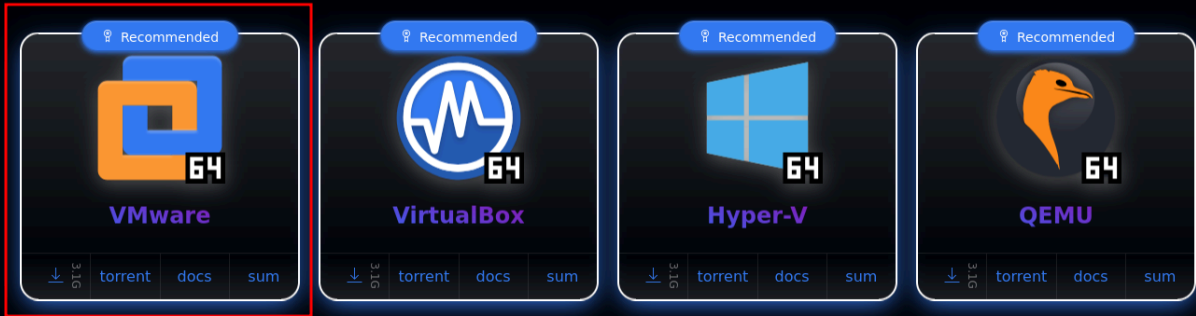 Recommended Recommended Recommended Recommended
64 64 64 64
VMware VirtualBox Hyper-V QEMU
3.1G torrent docs sum 3.1G torrent docs sum 3.1G torrent docs sum 3.1G torrent docs sum